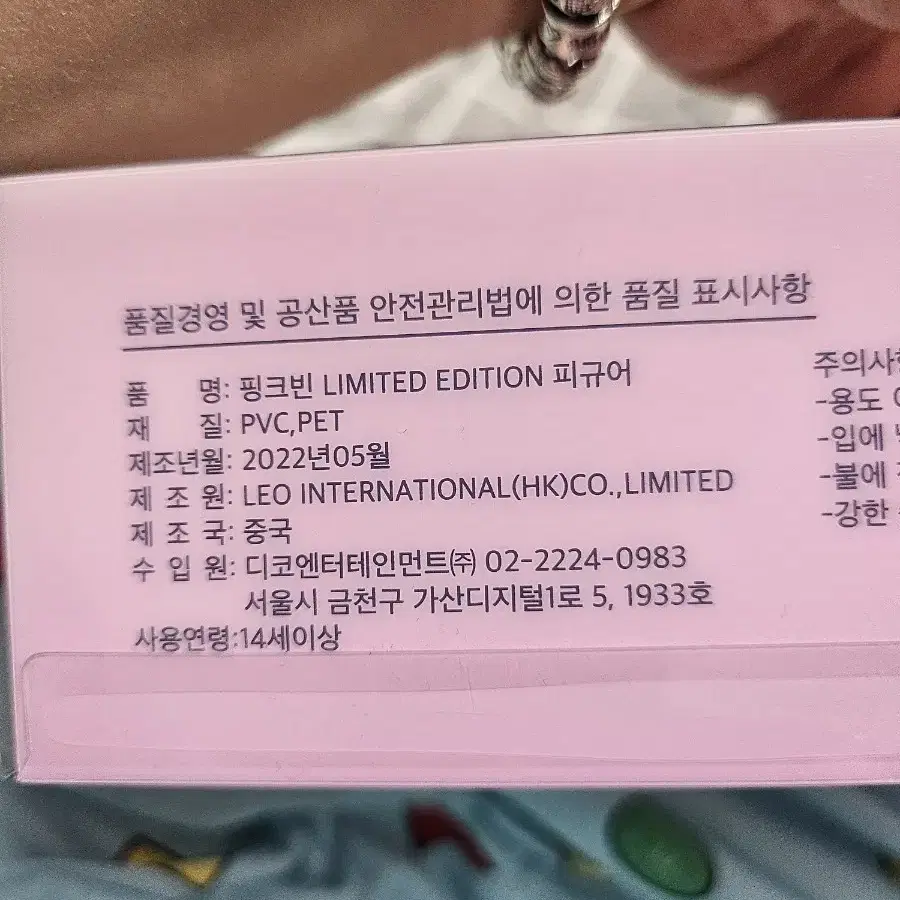 품질경영 및 공산품 안전관리법에 의한 품질 표시사항
품 명: 핑크빈 LIMITED EDITION 피규어
재 질: PVC,PET
제조년월: 2022년05월
제 조 원: LEO INTERNATIONAL(HK)CO.,LIMITED
제 조 국: 중국
수 입 원: 디코엔터테인먼트㈜ 02-2224-0983
서울시 금천구 가산디지털1로 5, 1933호
사용연령:14세이상
-용도
-입에
-불에
-강한